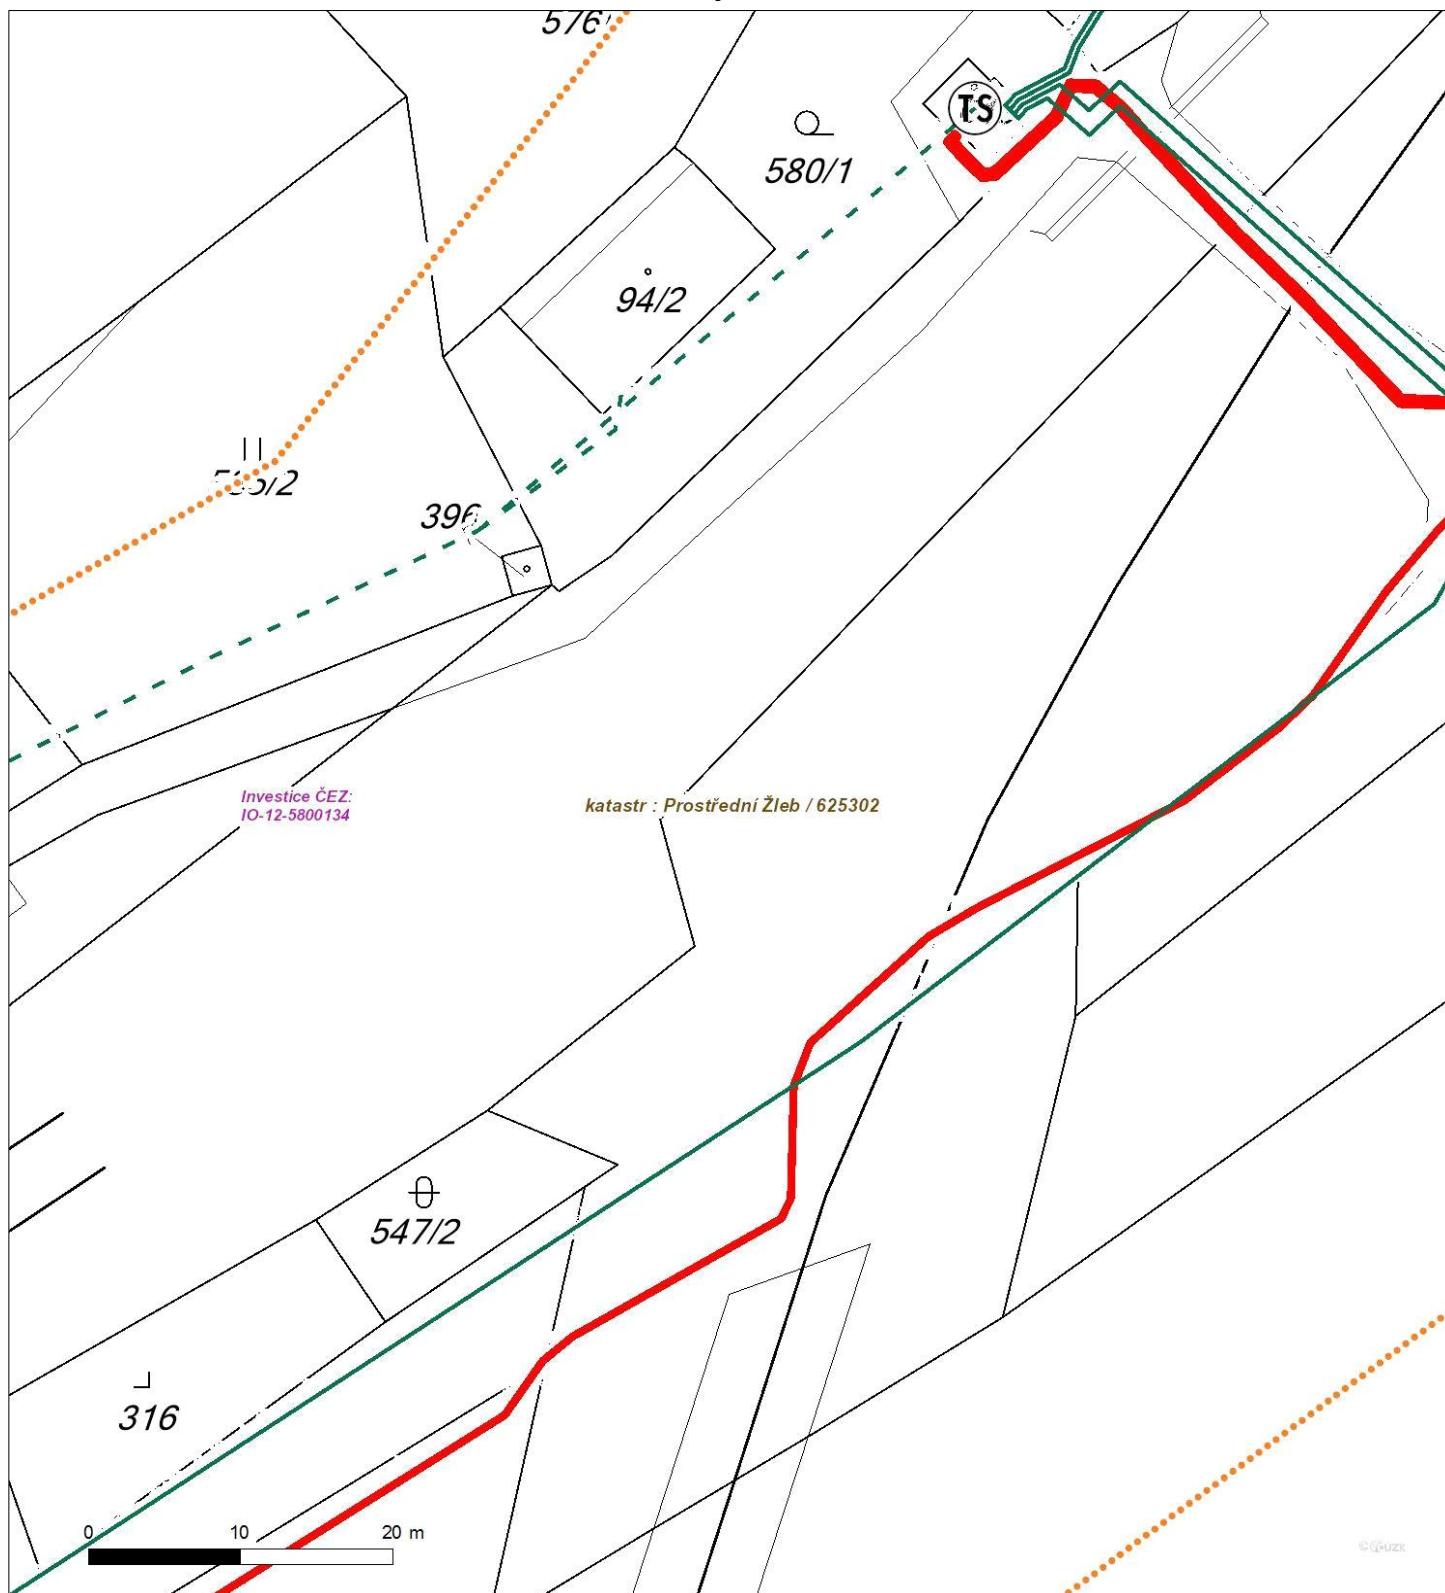 576
TS
580/1
94/2
396
Investice ČEZ:
IO-12-5800134
katastr : Prostřední Žleb / 625302
547/2
316
0 10 20 m